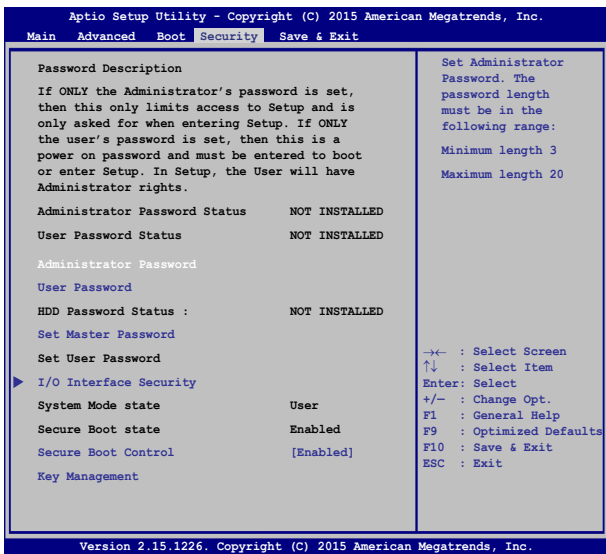 Aptio Setup Utility - Copyright (C) 2015 American Megatrends, Inc.
Main Advanced Boot Security Save & Exit
Password Description
If ONLY the Administrator's password is set,
then this only limits access to Setup and is
only asked for when entering Setup. If ONLY
the user's password is set, then this is a
power on password and must be entered to boot
or enter Setup. In Setup, the User will have
Administrator rights.
Administrator Password Status NOT INSTALLED
User Password Status NOT INSTALLED
Administrator Password
User Password
HDD Password Status : NOT INSTALLED
Set Master Password
Set User Password
I/O Interface Security
System Mode state User
Secure Boot state Enabled
Secure Boot Control [Enabled]
Key Management
Set Administrator
Password. The
password length
must be in the
following range:
Minimum length 3
Maximum length 20
→← : Select Screen
↑↓ : Select Item
Enter: Select
+/— : Change Opt.
F1 : General Help
F9 : Optimized Defaults
F10 : Save & Exit
ESC : Exit
Version 2.15.1226. Copyright (C) 2015 American Megatrends, Inc.